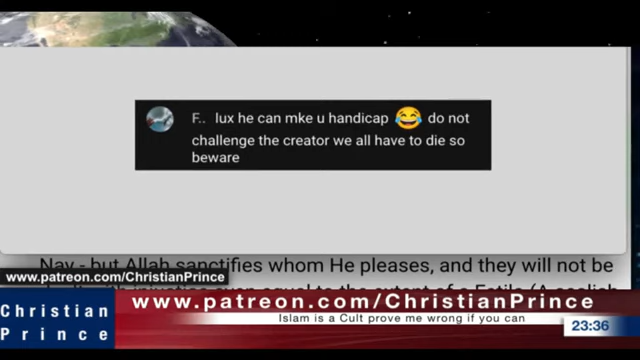 F.. lux he can mke u handicap 😂 do not
challenge the creator we all have to die so
beware
Nay - but Allah sanctifies whom He pleases, and they will not be
www.patreon.com/ChristianPrince
www.patreon.com/ChristianPrince
Christian
Prince
Islam is a Cult prove me wrong if you can
23:36